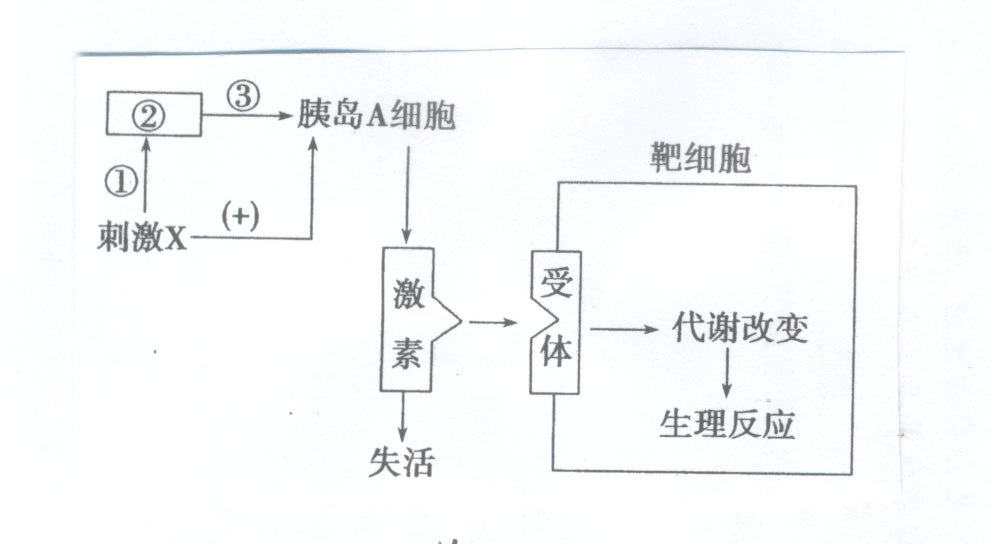 ②
③
胰岛A细胞
①
刺激X
(+)
靶细胞
激素
受体
代谢改变
生理反应
失活